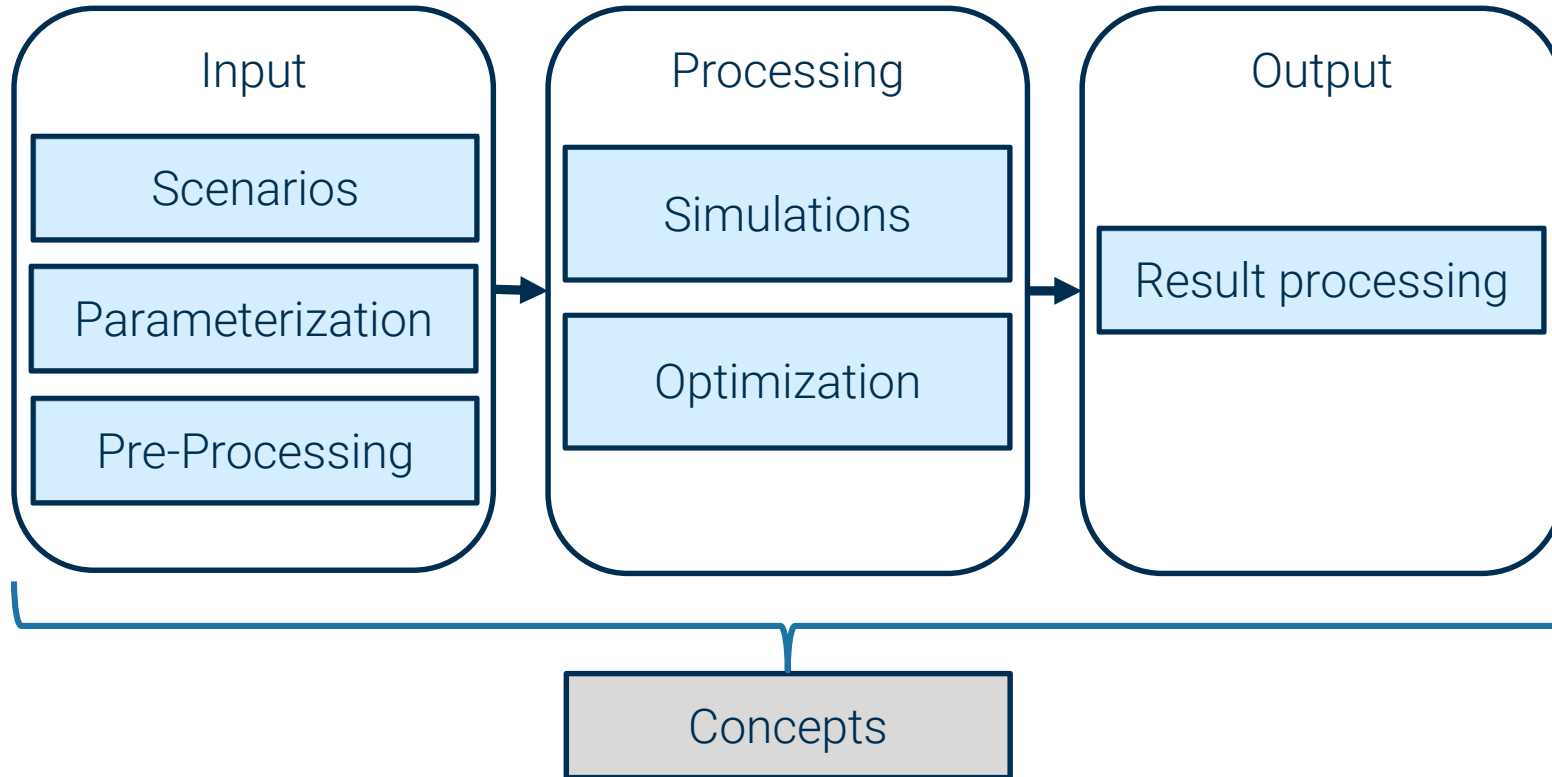 Input
Scenarios
Parameterization
Pre-Processing
Processing
Simulations
Optimization
Output
Result processing
Concepts